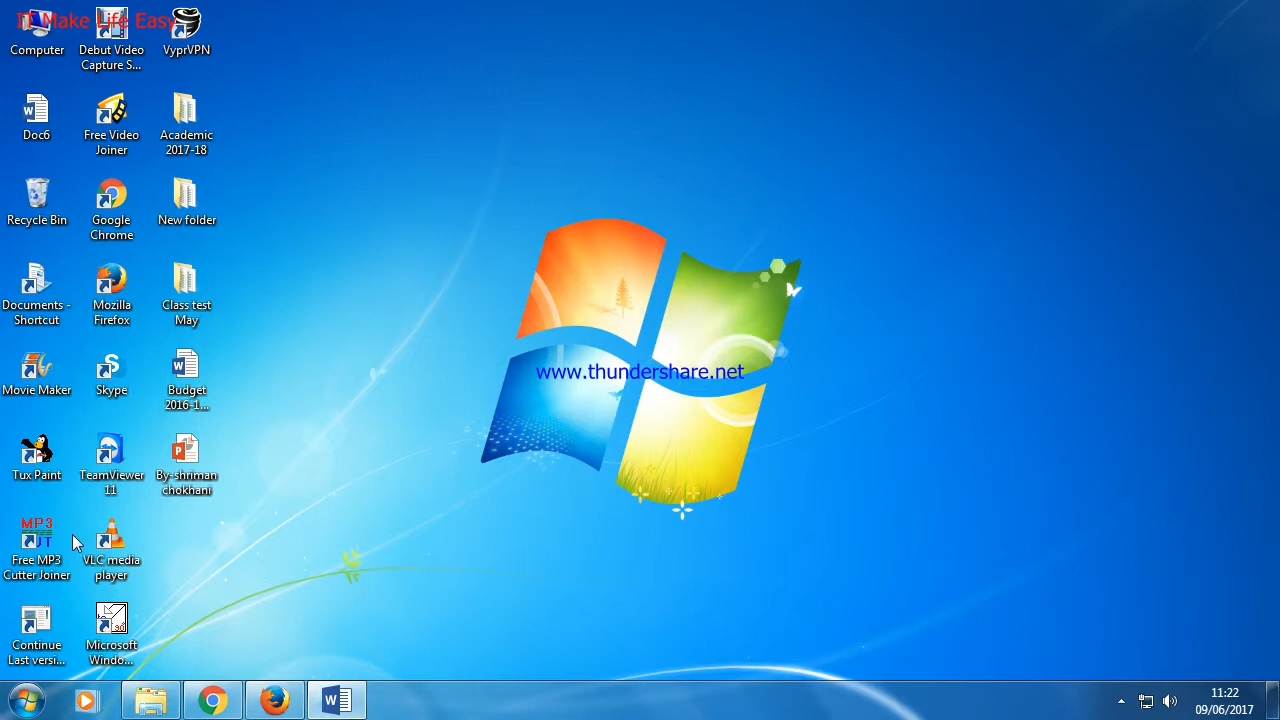 IT Make Life Easy
Computer
Debut Video
Capture S...
VyprVPN
Doc6
Free Video
Joiner
Academic
2017-18
Recycle Bin
Google
Chrome
New folder
Documents -
Shortcut
Mozilla
Firefox
Class test
May
Movie Maker
Skype
Budget
2016-1...
www.thundershare.net
Tux Paint
TeamViewer
11
By-shriman
chokhani
MP3
Free MP3
Cutter Joiner
VLC media
player
Continue
Last versi...
Microsoft
Windo...
11:22
09/06/2017